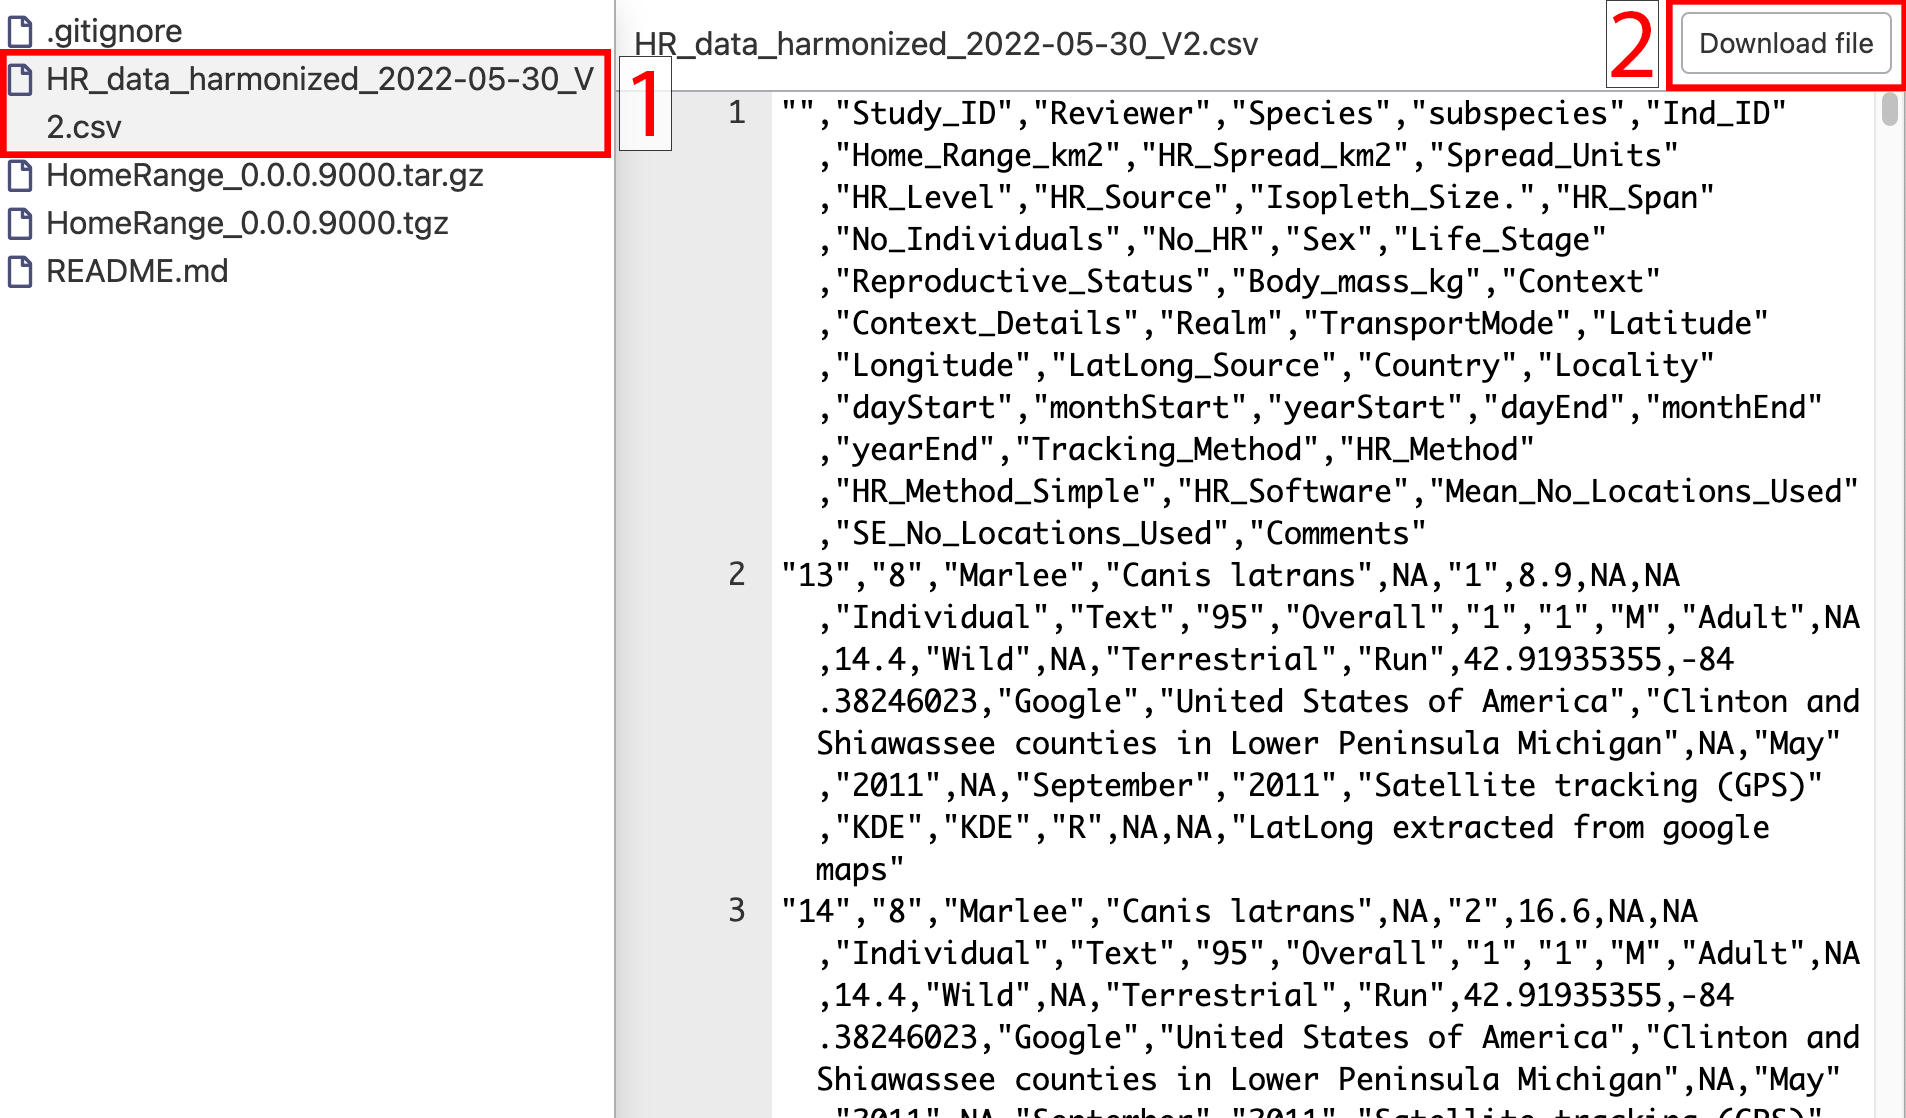 .gitignore
HR_data_harmonized_2022-05-30_V
2.csv
HomeRange_0.0.0.9000.tar.gz
HomeRange_0.0.0.9000.tgz
README.md
1
HR_data_harmonized_2022-05-30_V2.csv
2
Download file
1 "","Study_ID","Reviewer","Species","subspecies","Ind_ID"
,"Home_Range_km2","HR_Spread_km2","Spread_Units"
,"HR_Level","HR_Source","Isopleth_Size.","HR_Span"
,"No_Individuals","No_HR","Sex","Life_Stage"
,"Reproductive_Status","Body_mass_kg","Context"
,"Context_Details","Realm","TransportMode","Latitude"
,"Longitude","LatLong_Source","Country","Locality"
,"dayStart","monthStart","yearStart","dayEnd","monthEnd"
,"yearEnd","Tracking_Method","HR_Method"
,"HR_Method_Simple","HR_Software","Mean_No_Locations_Used"
,"SE_No_Locations_Used","Comments"
2 "13","8","Marlee","Canis latrans",NA,"1",8.9,NA,NA
,"Individual","Text","95","Overall","1","1","M","Adult",NA
,14.4,"Wild",NA,"Terrestrial","Run",42.91935355,-84
.38246023,"Google","United States of America","Clinton and
Shiawassee counties in Lower Peninsula Michigan",NA,"May"
,"2011",NA,"September","2011","Satellite tracking (GPS)"
,"KDE","KDE","R",NA,NA,"LatLong extracted from google
maps"
3 "14","8","Marlee","Canis latrans",NA,"2",16.6,NA,NA
,"Individual","Text","95","Overall","1","1","M","Adult",NA
,14.4,"Wild",NA,"Terrestrial","Run",42.91935355,-84
.38246023,"Google","United States of America","Clinton and
Shiawassee counties in Lower Peninsula Michigan",NA,"May"
,"2011",NA,"September","2011","Satellite tracking (GPS)"